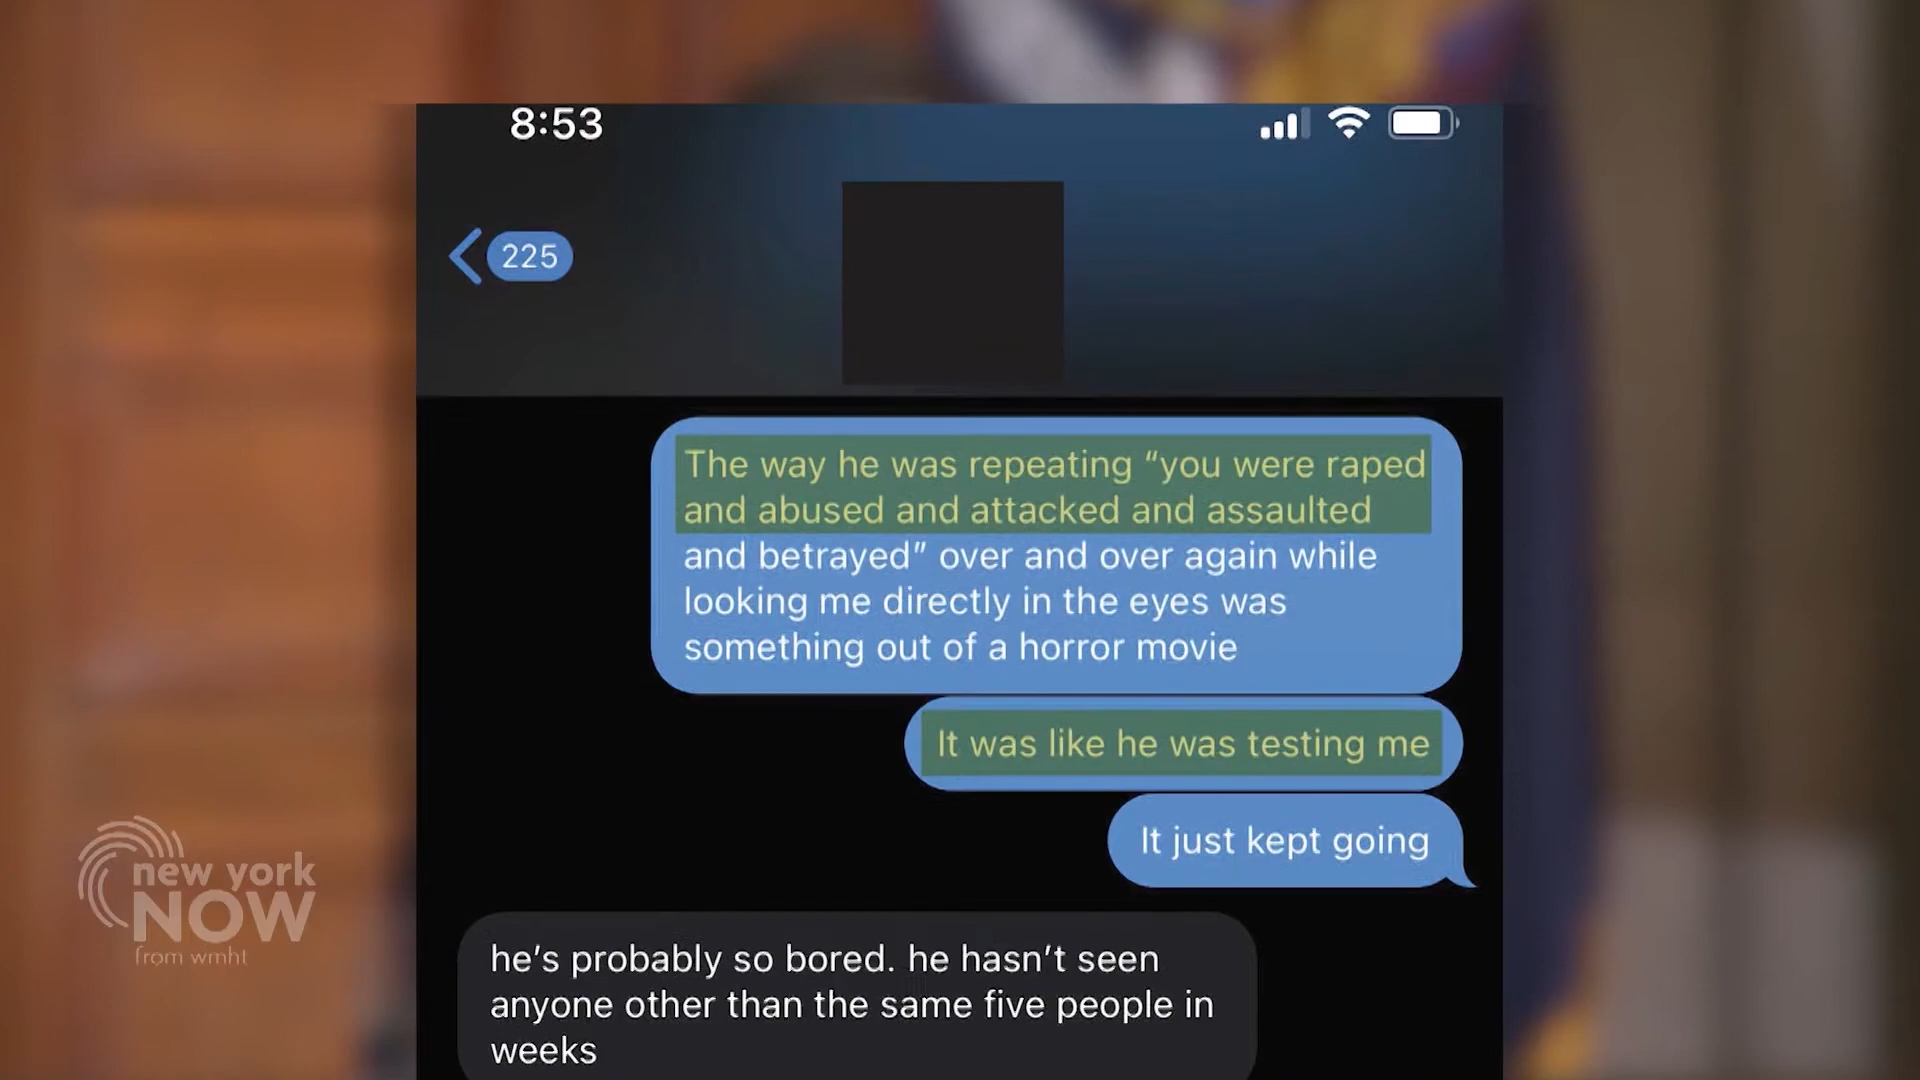 8:53
225
The way he was repeating “you were raped
and abused and attacked and assaulted
and betrayed” over and over again while
looking me directly in the eyes was
something out of a horror movie
It was like he was testing me
It just kept going
he’s probably so bored. he hasn’t seen
anyone other than the same five people in
weeks
new york
NOW
from wmht